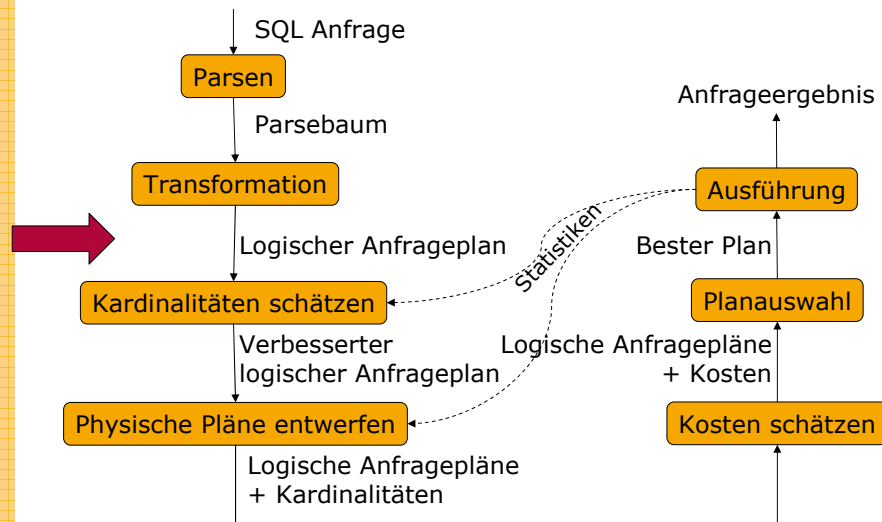 SQL Anfrage
Parsen
Parsebaum
Transformation
Logischer Anfrageplan
Kardinalitäten schätzen
Verbesserter
logischer Anfrageplan
Physische Pläne entwerfen
Logische Anfragepläne
+ Kardinalitäten
Statistiken
Anfrageergebnis
Ausführung
Bester Plan
Planauswahl
Logische Anfragepläne
+ Kosten
Kosten schätzen